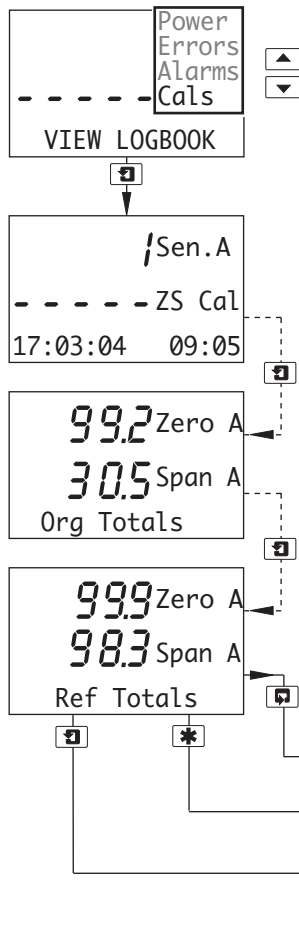 Power
Errors
Alarms
- - - - - Cals
VIEW LOGBOOK
1 Sen.A
- - - - - ZS Cal
17:03:04 09:05
99.2 Zero A
30.5 Span A
Org Totals
99.9 Zero A
98.3 Span A
Ref Totals